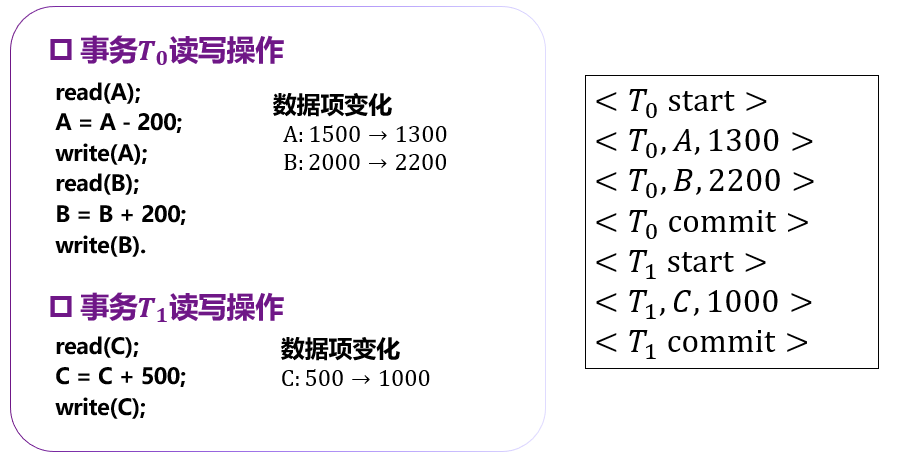 事务T₀读写操作
read(A);
A = A - 200;
write(A);
read(B);
B = B + 200;
write(B).
数据项变化
A: 1500 → 1300
B: 2000 → 2200
事务T₁读写操作
read(C);
C = C + 500;
write(C);
数据项变化
C: 500 → 1000
< T₀ start >
< T₀, A, 1300 >
< T₀, B, 2200 >
< T₀ commit >
< T₁ start >
< T₁, C, 1000 >
< T₁ commit >